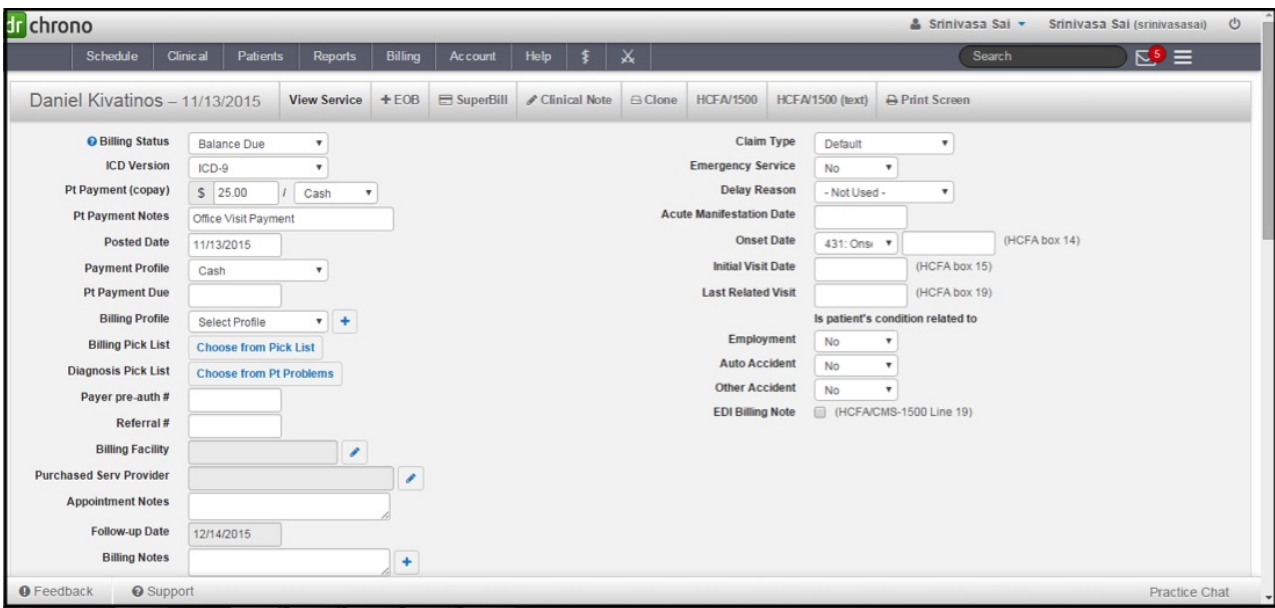 dr chrono
Srinivasa Sai Srinivasa Sai (srinivasasai)
Schedule Clinical Patients Reports Billing Account Help Search 5
Daniel Kivatinos – 11/13/2015 View Service + EOB SuperBill Clinical Note Clone HCFA/1500 HCFA/1500 (text) Print Screen
Billing Status Balance Due
ICD Version ICD-9
Pt Payment (copay) $ 25.00 / Cash
Pt Payment Notes Office Visit Payment
Posted Date 11/13/2015
Payment Profile Cash
Pt Payment Due
Billing Profile Select Profile +
Billing Pick List Choose from Pick List
Diagnosis Pick List Choose from Pt Problems
Payer pre-auth #
Referral #
Billing Facility
Purchased Serv Provider
Appointment Notes
Follow-up Date 12/14/2015
Billing Notes +
Claim Type Default
Emergency Service No
Delay Reason - Not Used -
Acute Manifestation Date
Onset Date 431: Ons (HCFA box 14)
Initial Visit Date (HCFA box 15)
Last Related Visit (HCFA box 19)
Is patient's condition related to
Employment No
Auto Accident No
Other Accident No
EDI Billing Note (HCFA/CMS-1500 Line 19)
Feedback Support Practice Chat